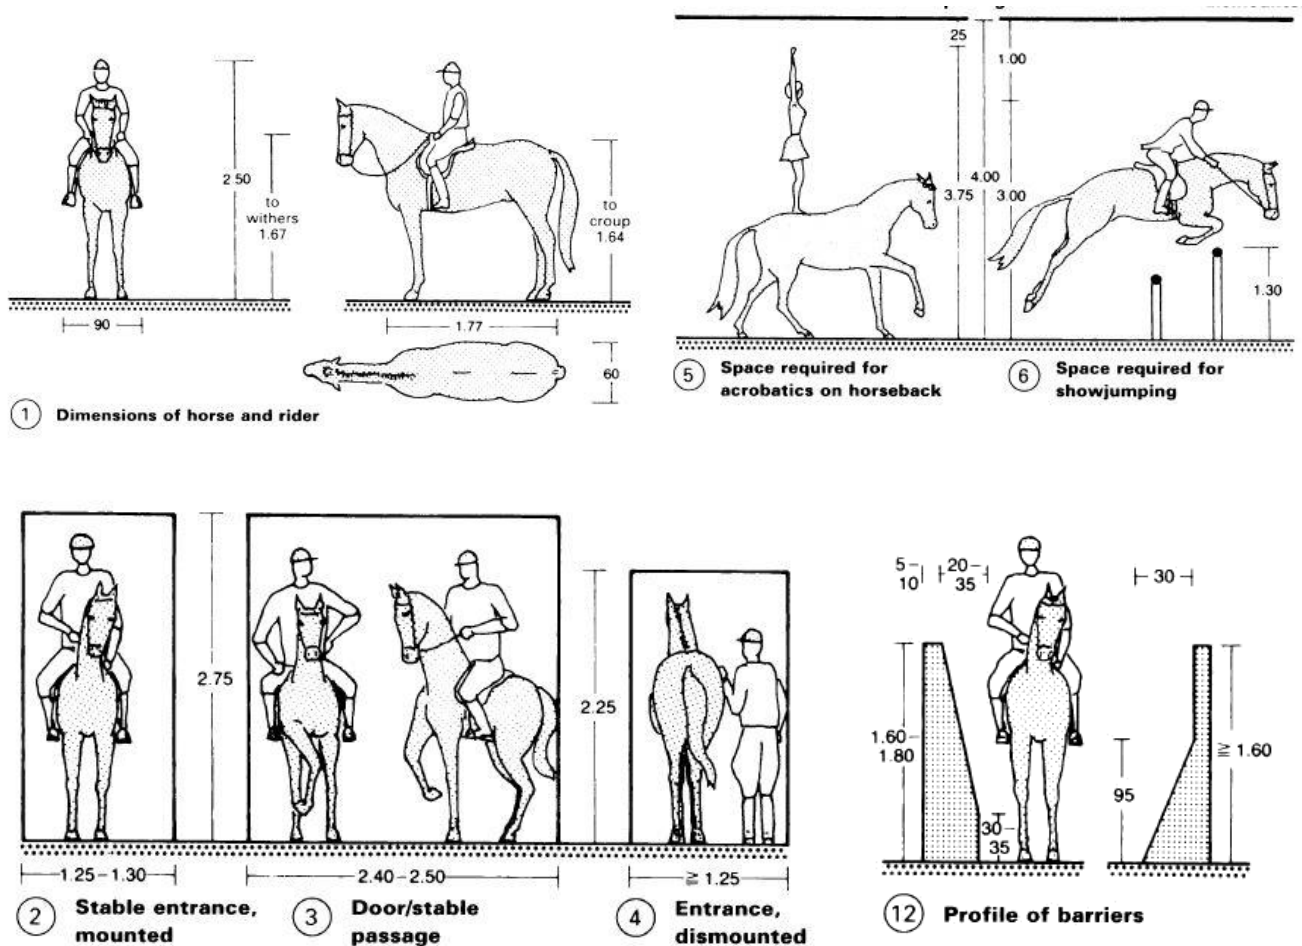 2.50
to
withers
1.67
90
to
croup
1.64
1.77
60
1 Dimensions of horse and rider
25
3.75
4.00
5 Space required for
acrobatics on horseback
1.00
3.00
1.30
6 Space required for
showjumping
2.75
1.25-1.30
2 Stable entrance,
mounted
2.40-2.50
3 Door/stable
passage
2.25
≧ 1.25
4 Entrance,
dismounted
5-
10
20-
35
30
1.60-
1.80
30-
35
95
≧ 1.60
12 Profile of barriers